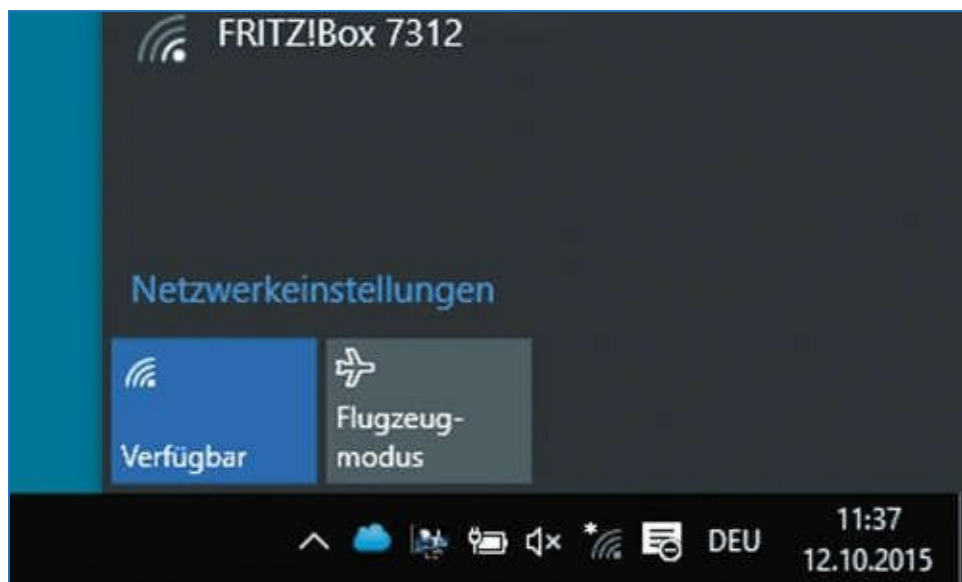 FRITZ!Box 7312
Netzwerkeinstellungen
Verfügbar
Flugzeug-
modus
DEU
11:37
12.10.2015